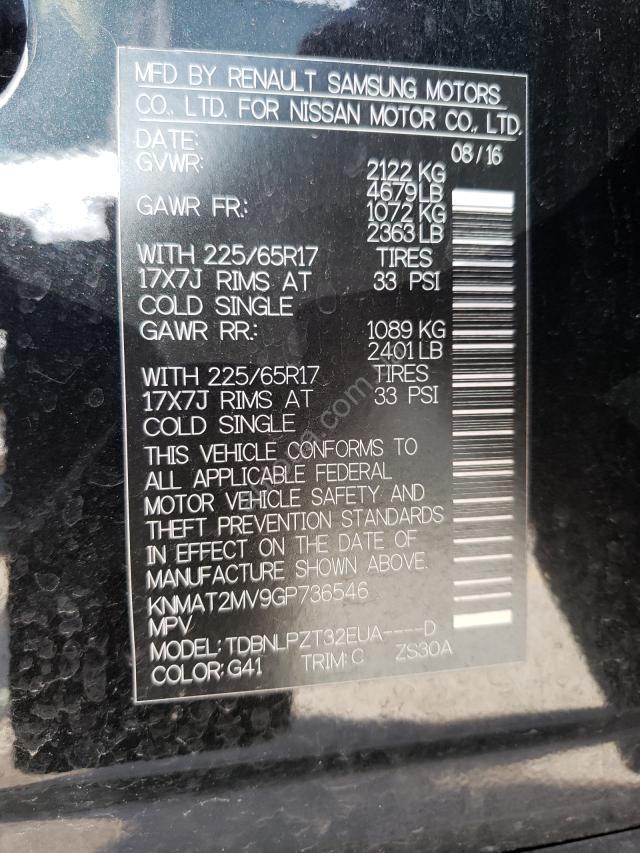 MFD BY RENAULT SAMSUNG MOTORS
CO., LTD. FOR NISSAN MOTOR CO., LTD.
DATE: 08/16
GVWR: 2122 KG
4679LB
GAWR FR: 1072 KG
2363 LB
WITH 225/65R17 TIRES
17X7J RIMS AT 33 PSI
COLD SINGLE
GAWR RR: 1089 KG
2401 LB
WITH 225/65R17 TIRES
17X7J RIMS AT 33 PSI
COLD SINGLE
THIS VEHICLE CONFORMS TO
ALL APPLICABLE FEDERAL
MOTOR VEHICLE SAFETY AND
THEFT PREVENTION STANDARDS
IN EFFECT ON THE DATE OF
MANUFACTURE SHOWN ABOVE.
KNMAT2MV9GP736546
MPV
MODEL: TDBNLPZT32EUA----D
COLOR: G41 TRIM: C ZS30A